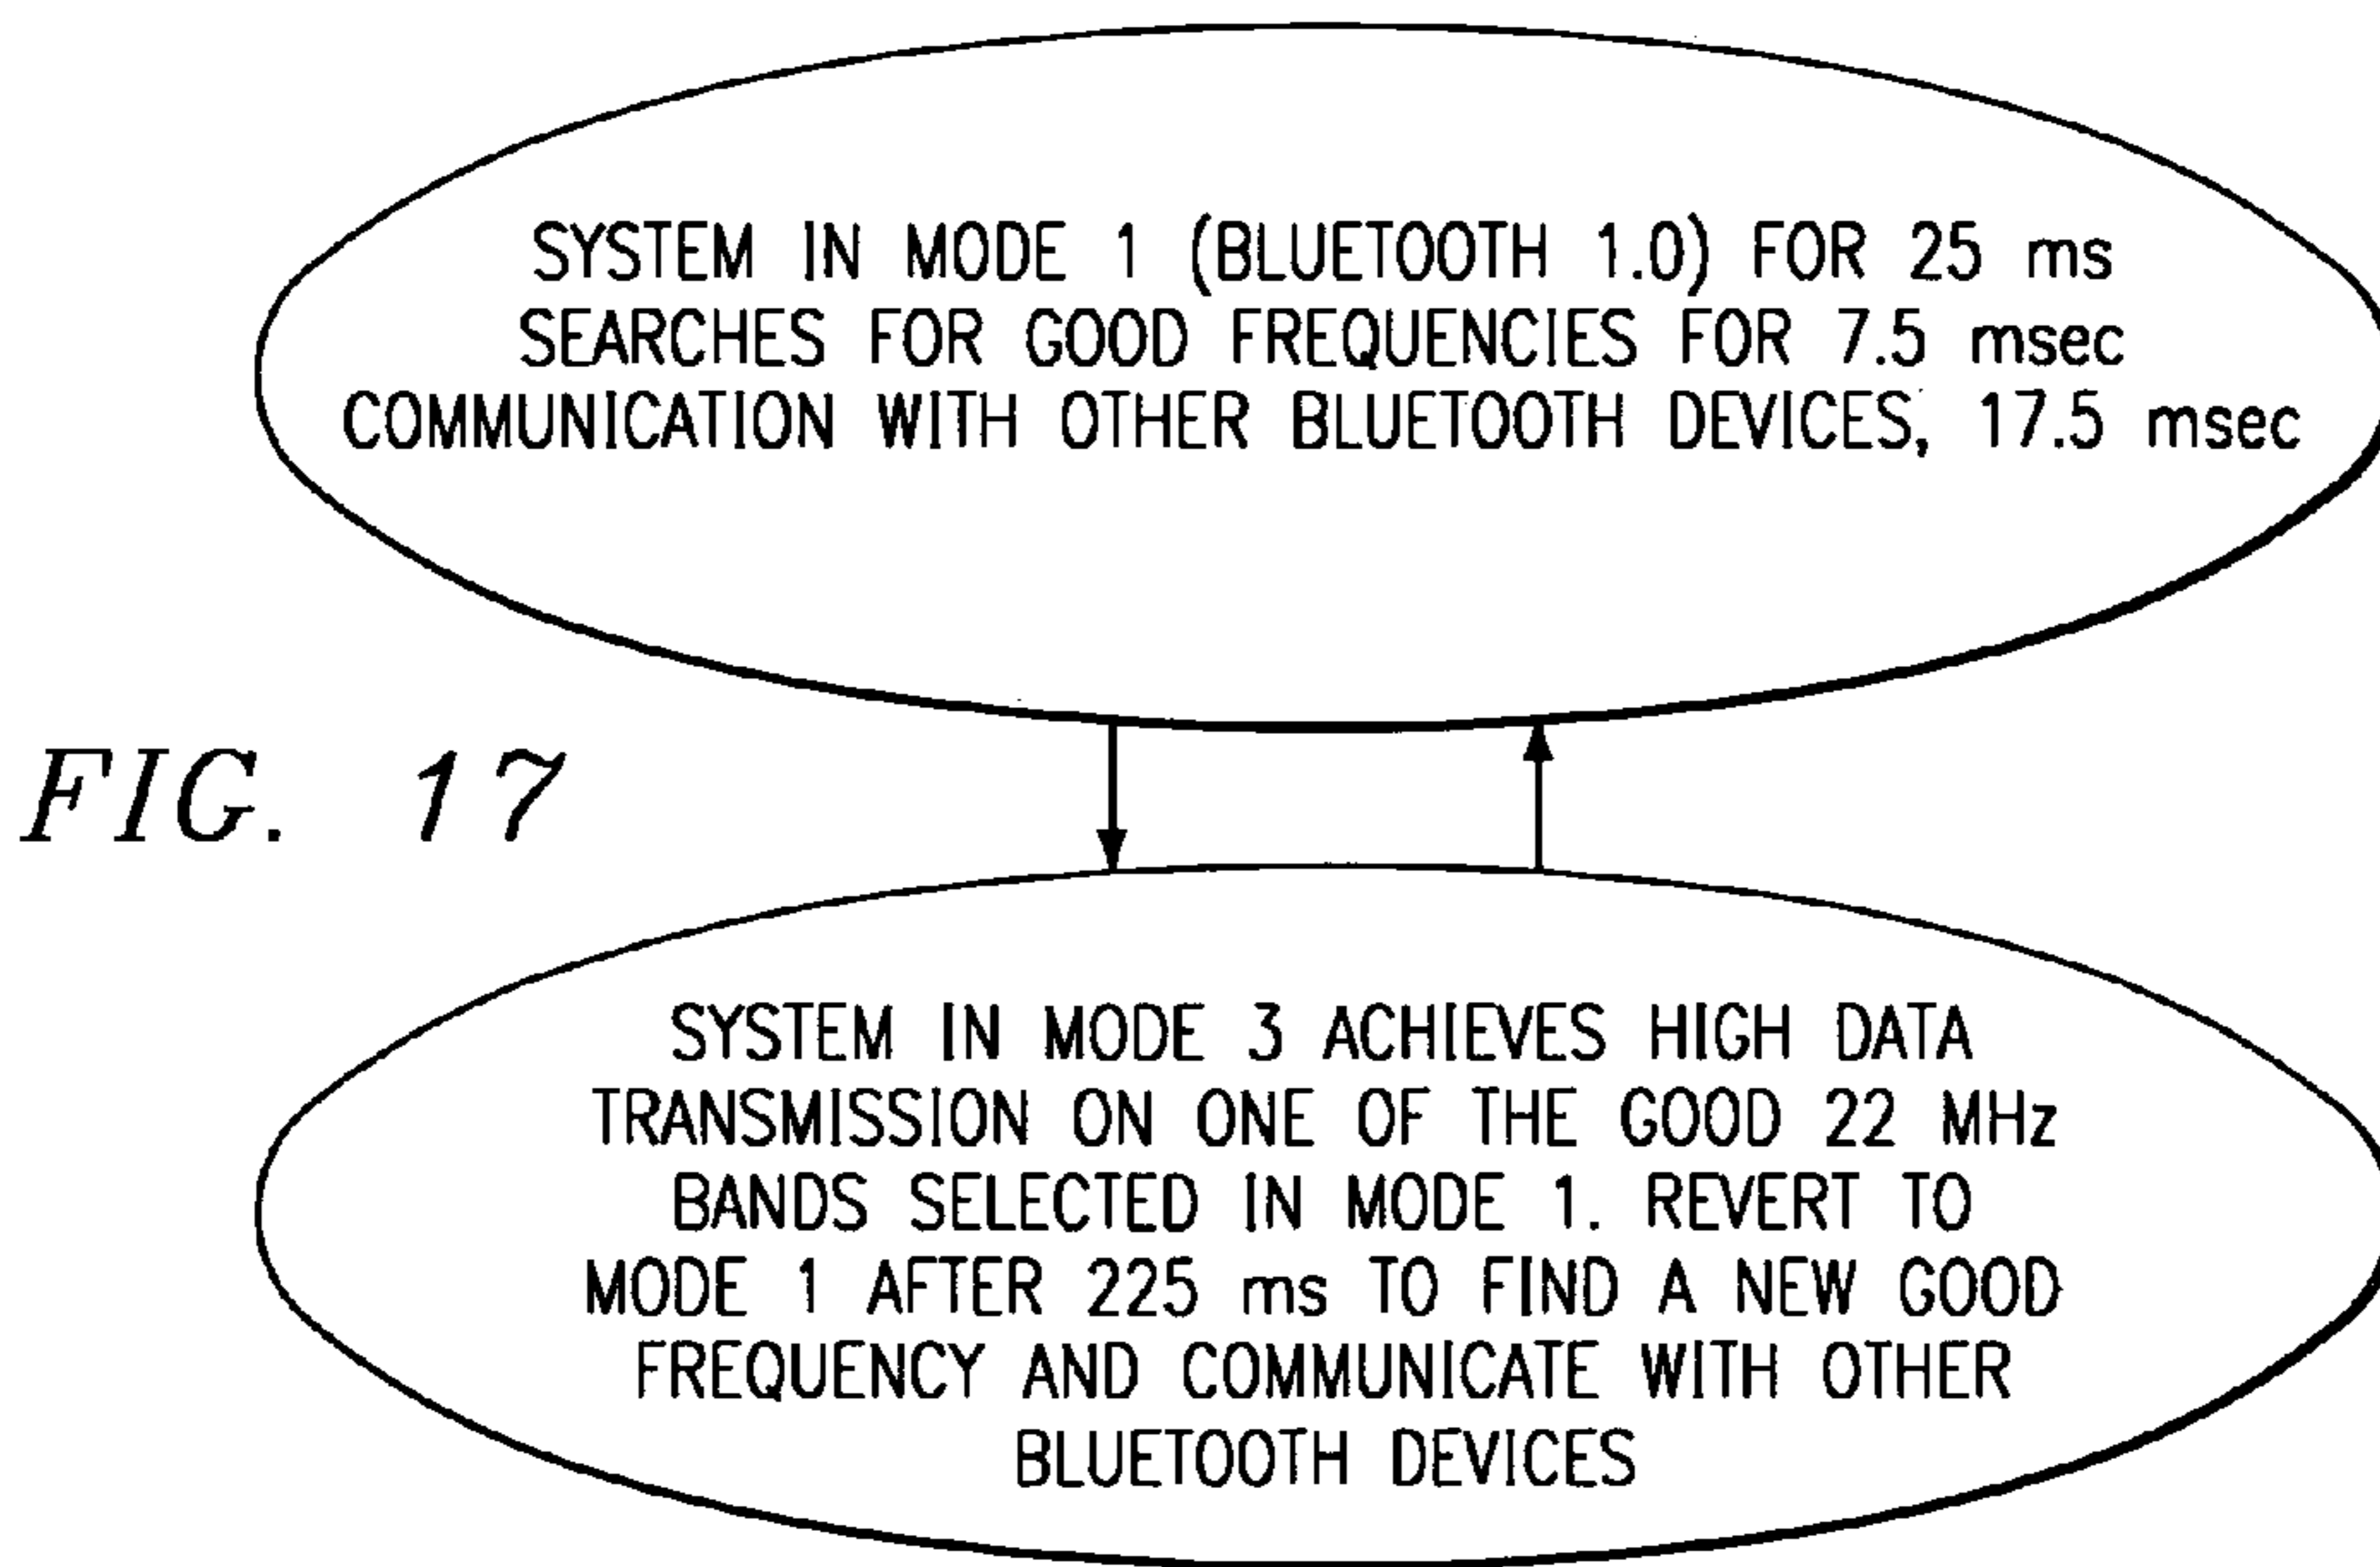 SYSTEM IN MODE 1 (BLUETOOTH 1.0) FOR 25 ms
SEARCHES FOR GOOD FREQUENCIES FOR 7.5 msec
COMMUNICATION WITH OTHER BLUETOOTH DEVICES, 17.5 msec
FIG. 17
SYSTEM IN MODE 3 ACHIEVES HIGH DATA
TRANSMISSION ON ONE OF THE GOOD 22 MHz
BANDS SELECTED IN MODE 1. REVERT TO
MODE 1 AFTER 225 ms TO FIND A NEW GOOD
FREQUENCY AND COMMUNICATE WITH OTHER
BLUETOOTH DEVICES